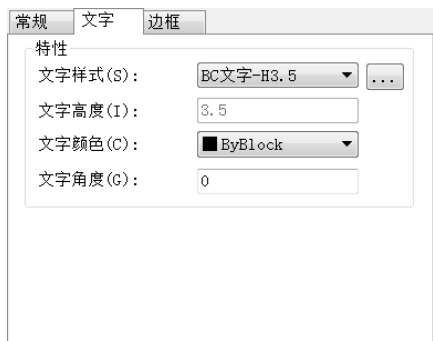 常规 文字 边框
特性
文字样式(S): BC文字-H3.5 ...
文字高度(I): 3.5
文字颜色(C): ByBlock
文字角度(G): 0